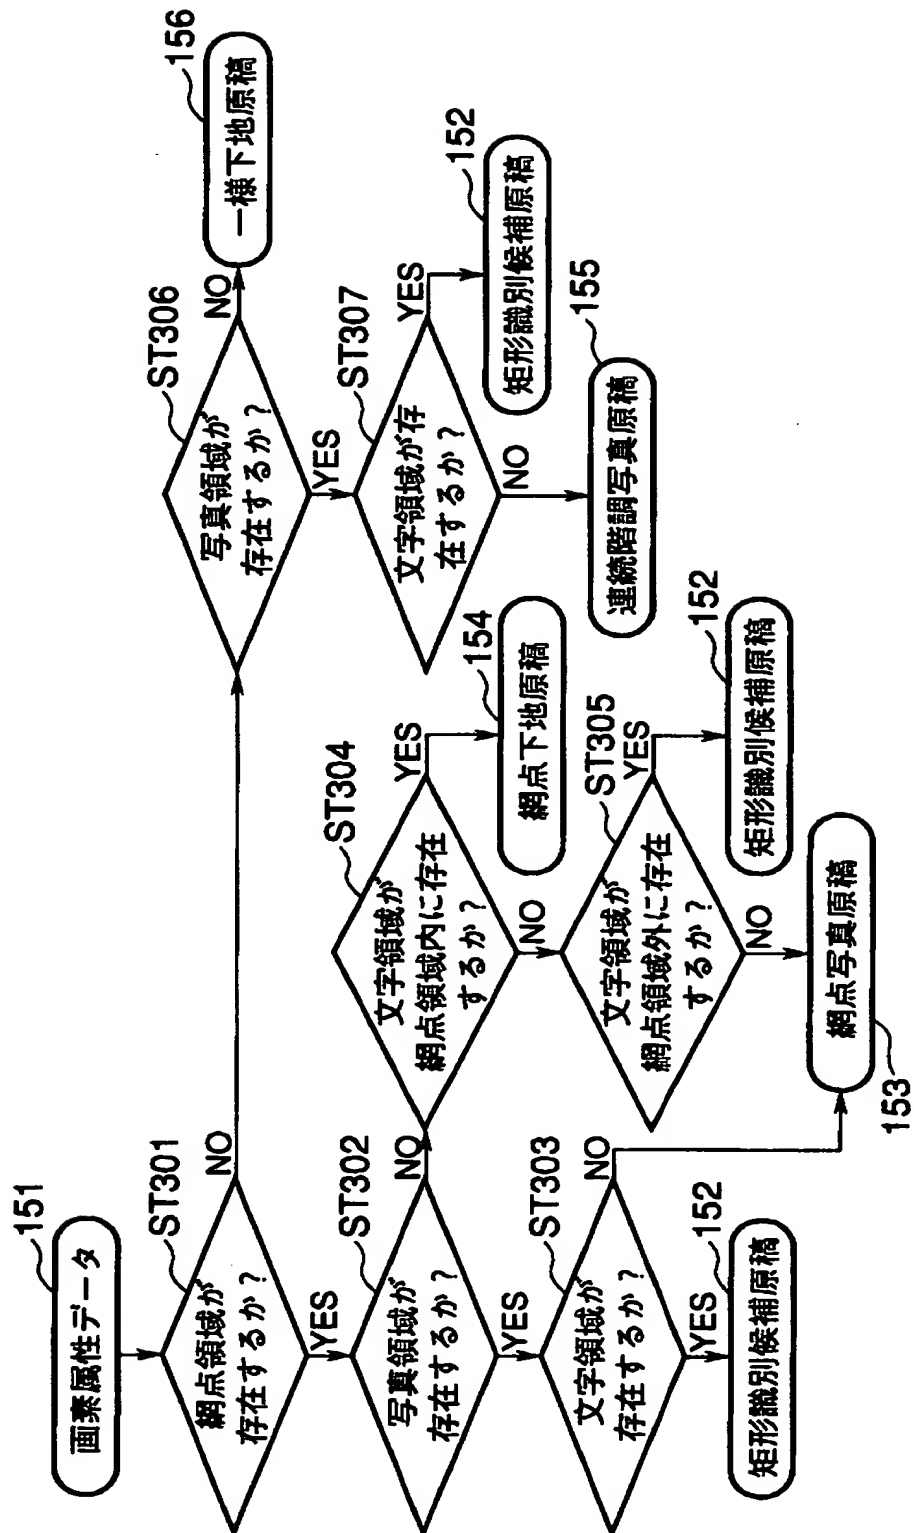 151
画素属性データ
ST301
網点領域が
存在するか?
NO
YES
ST302
写真領域が
存在するか?
NO
YES
ST303
文字領域が
存在するか?
NO
YES
152
矩形識別候補原稿
ST304
文字領域が
網点領域内に存在
するか?
YES
NO
154
網点下地原稿
ST305
文字領域が
網点領域外に存在
するか?
YES
NO
152
矩形識別候補原稿
網点写真原稿
153
ST306
写真領域が
存在するか?
NO
YES
156
一様下地原稿
ST307
文字領域が存
在するか?
YES
NO
152
矩形識別候補原稿
155
連続階調写真原稿